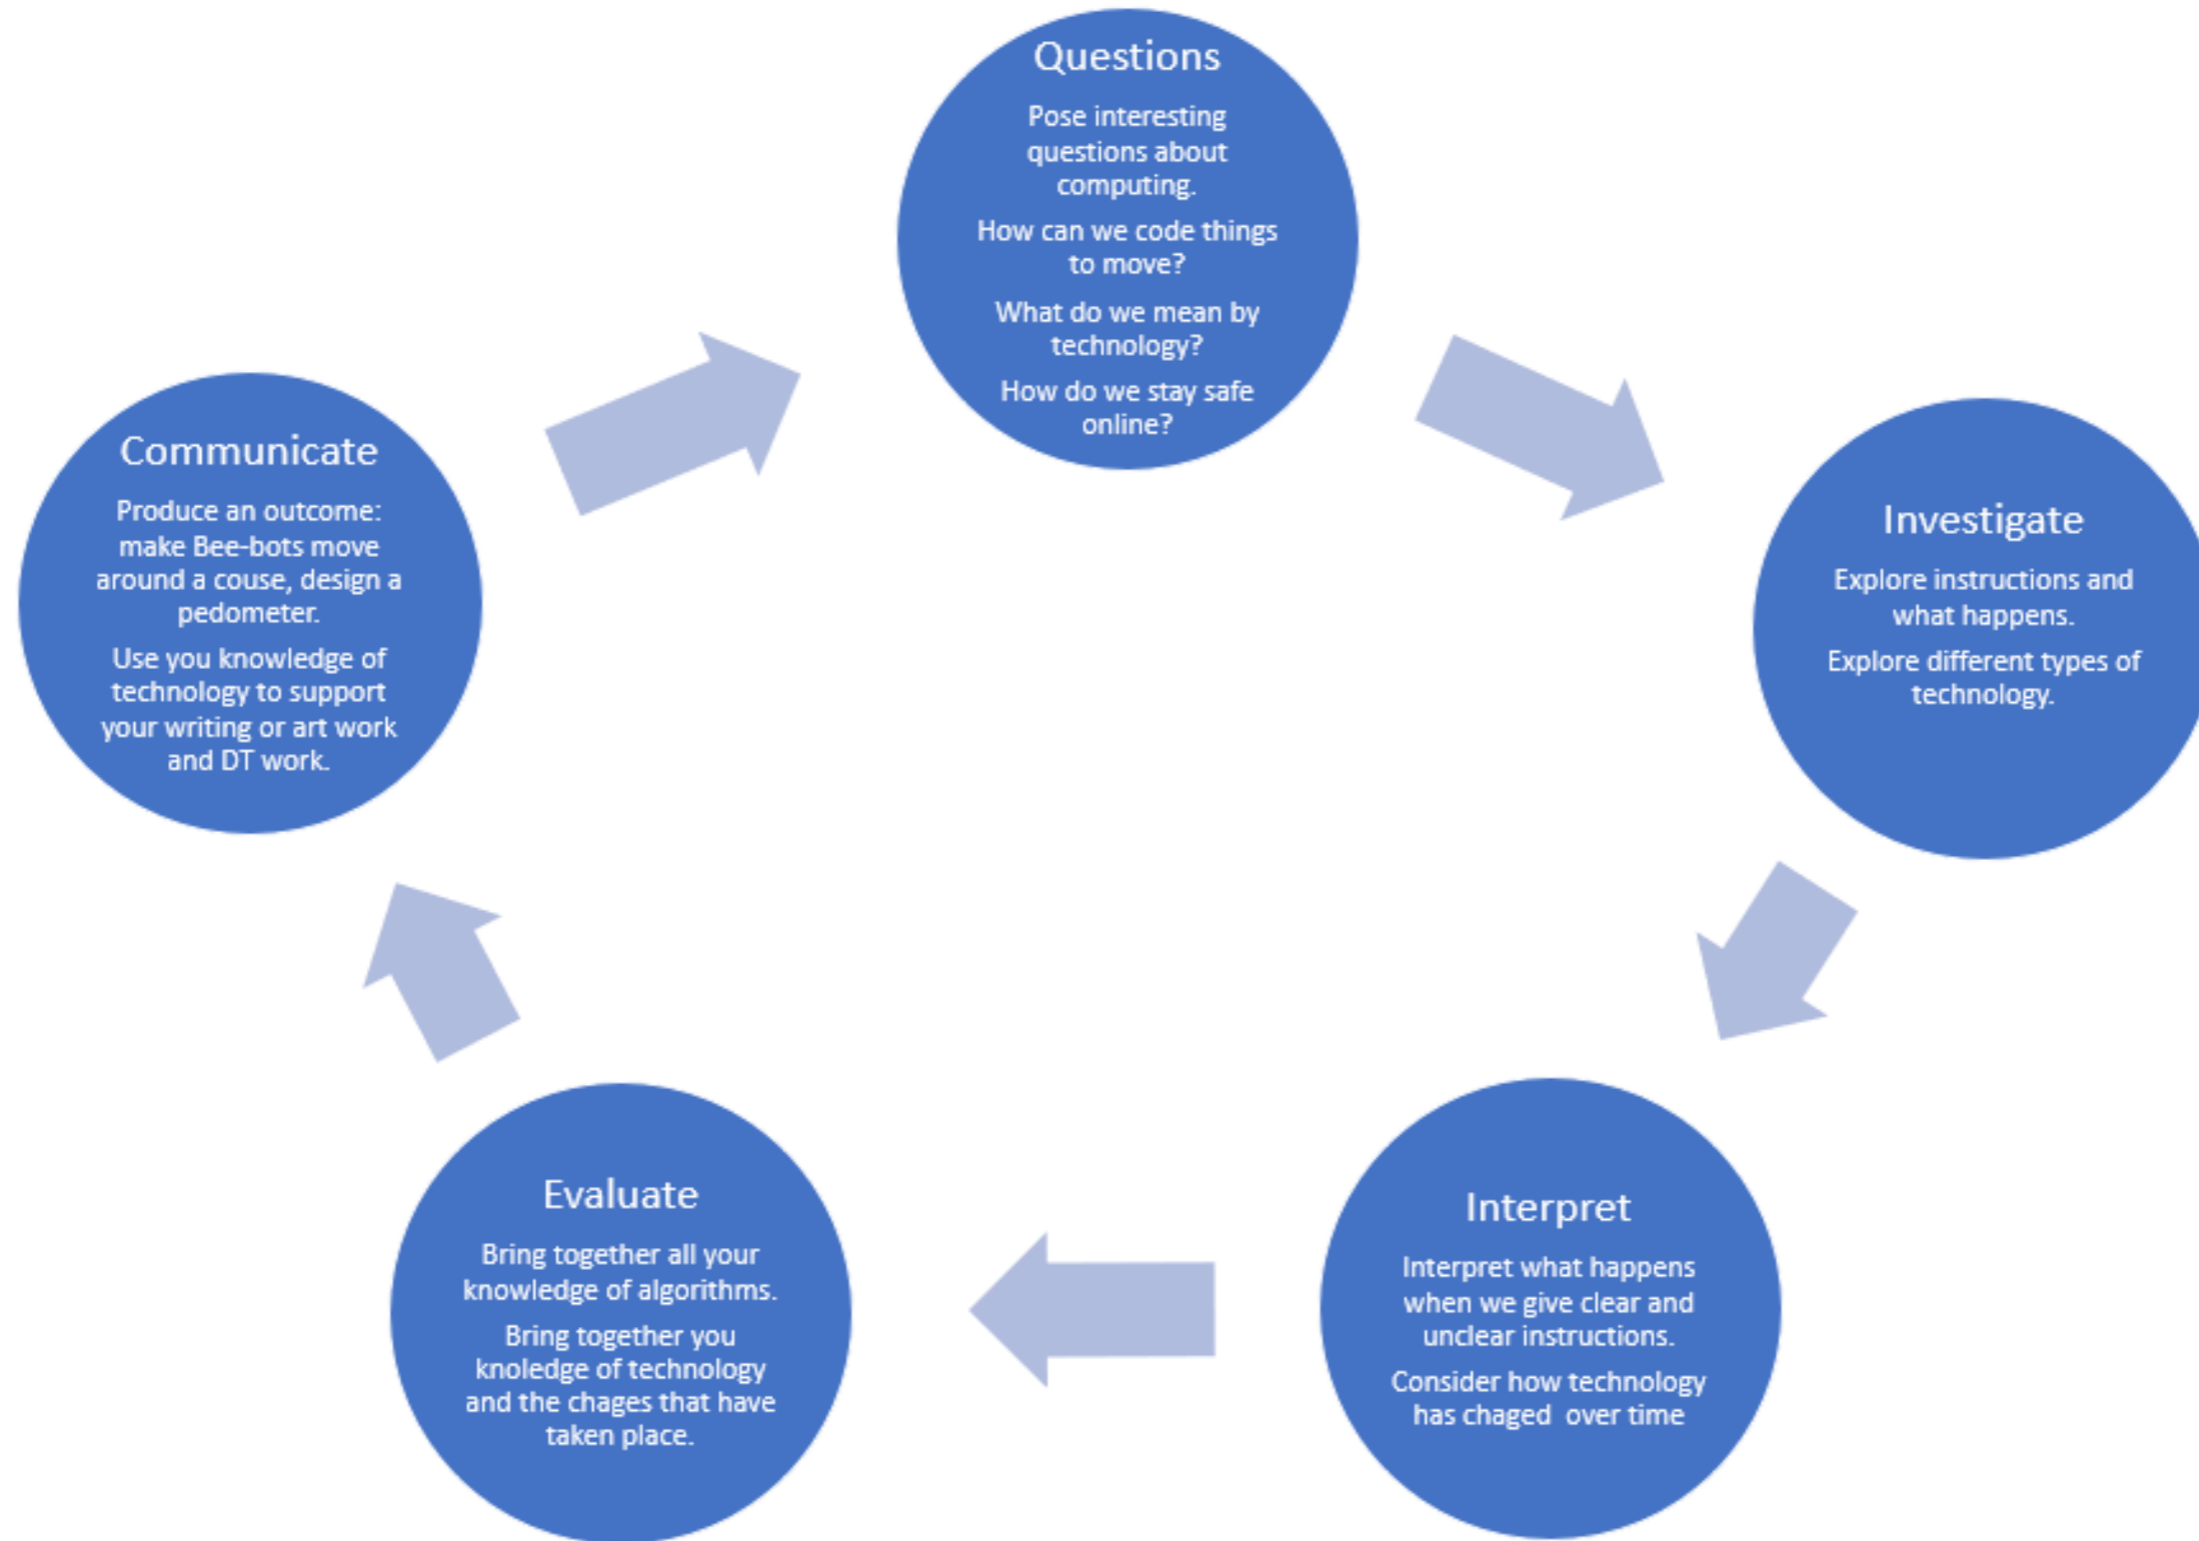 Questions
Pose interesting
questions about
computing.
How can we code things
to move?
What do we mean by
technology?
How do we stay safe
online?
Investigate
Explore instructions and
what happens.
Explore different types of
technology.
Interpret
Interpret what happens
when we give clear and
unclear instructions.
Consider how technology
has chaged  over time
Evaluate
Bring together all your
knowledge of algorithms.
Bring together you
knoledge of technology
and the chages that have
taken place.
Communicate
Produce an outcome:
make Bee-bots move
around a couse, design a
pedometer.
Use you knowledge of
technology to support
your writing or art work
and DT work.